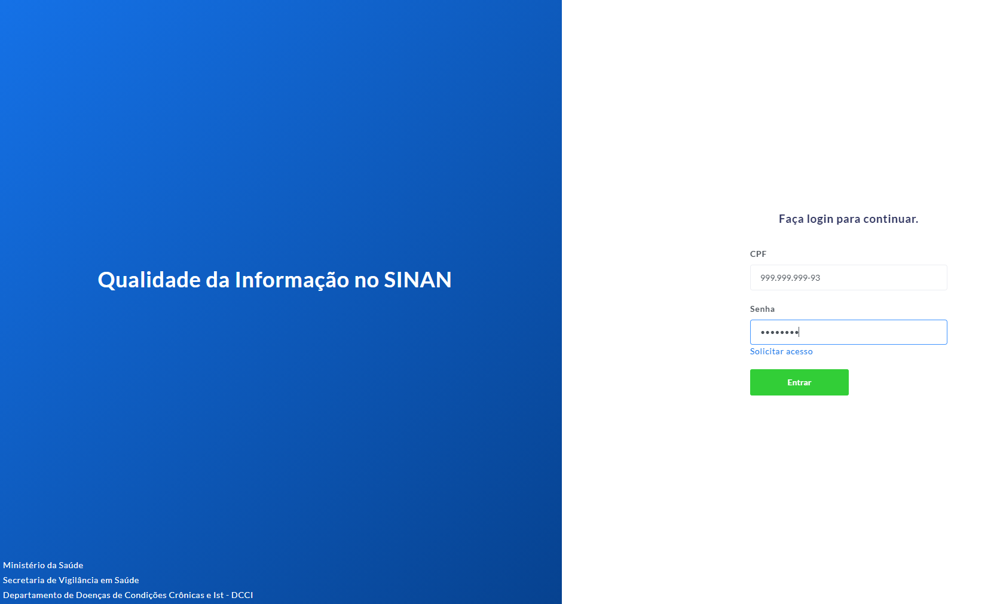 Qualidade da Informação no SINAN
Ministério da Saúde
Secretaria de Vigilância em Saúde
Departamento de Doenças de Condições Crônicas e Ist - DCCI
Faça login para continuar.
CPF
999.999.999-93
Senha
••••••••
Solicitar acesso
Entrar